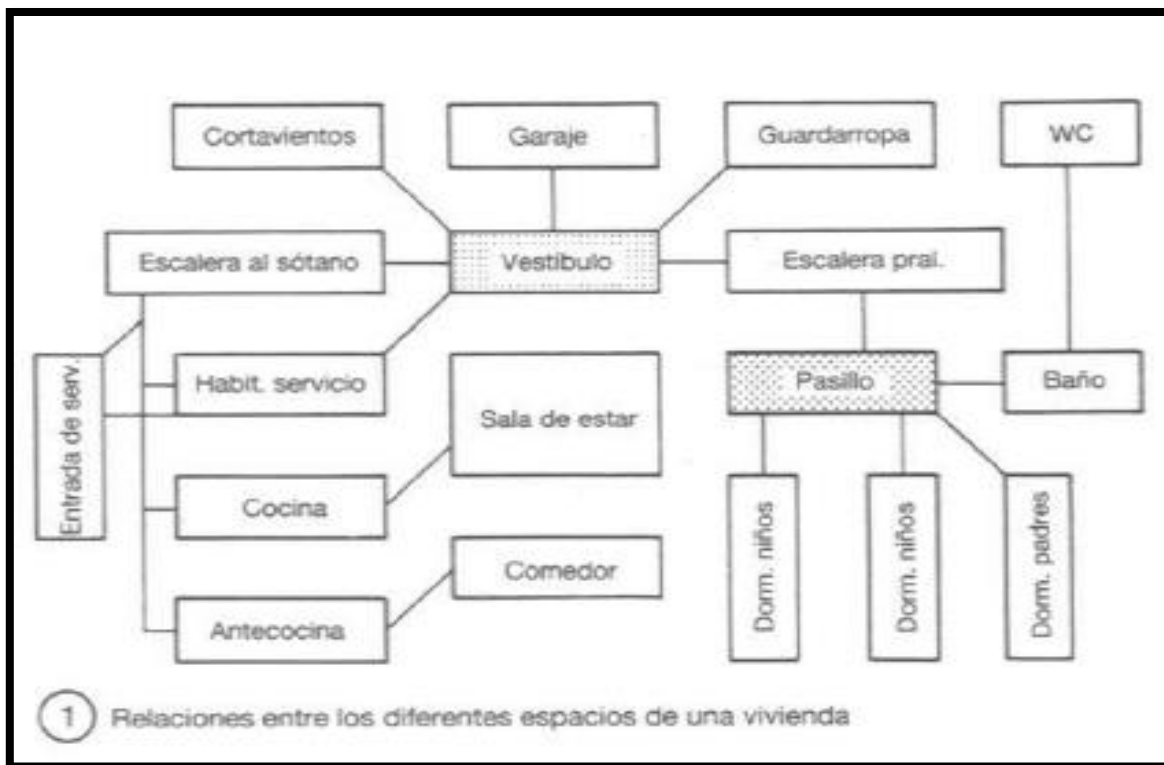 Cortavientos
Garaje
Guardarropa
WC
Escalera al sótano
Vestíbulo
Escalera pral.
Entrada de serv.
Habit. servicio
Sala de estar
Pasillo
Baño
Cocina
Dorm. niños
Dorm. niños
Dorm. padres
Comedor
Antecocina
1 Relaciones entre los diferentes espacios de una vivienda